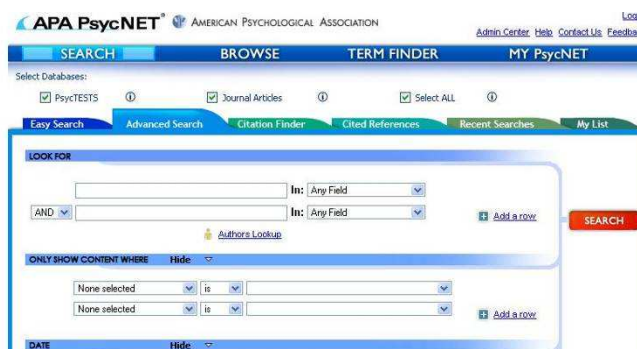 APA PsycNET® AMERICAN PSYCHOLOGICAL ASSOCIATION
Admin Center Help Contact Us
SEARCH BROWSE TERM FINDER MY PsycNET
Select Databases:
PsycTESTS Journal Articles Select ALL
Easy Search Advanced Search Citation Finder Cited References Recent Searches My List
LOOK FOR
In: Any Field
AND In: Any Field Add a row SEARCH
Authors Lookup
ONLY SHOW CONTENT WHERE Hide
None selected is
None selected is Add a row
DATE Hide